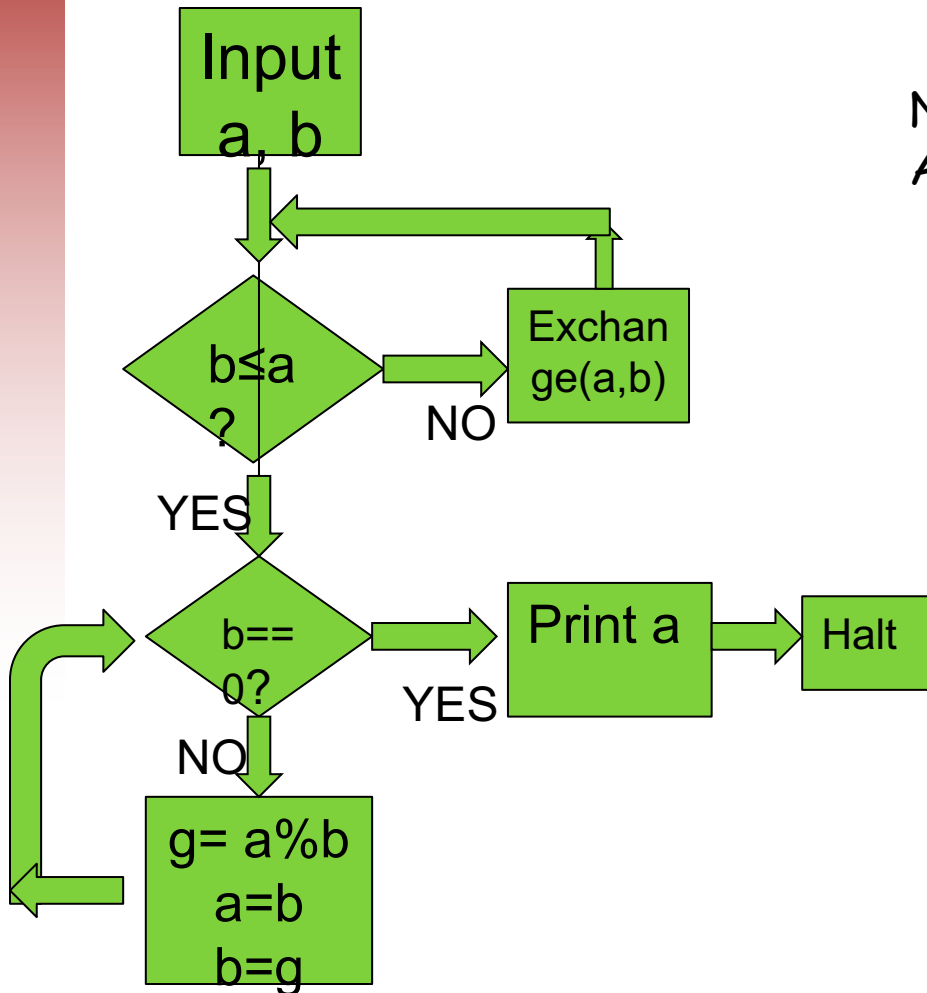 Input
a, b
N
A
b≤a
?
Exchan
ge(a,b)
NO
YES
b==
0?
Print a
Halt
YES
NO
g= a%b
a=b
b=g